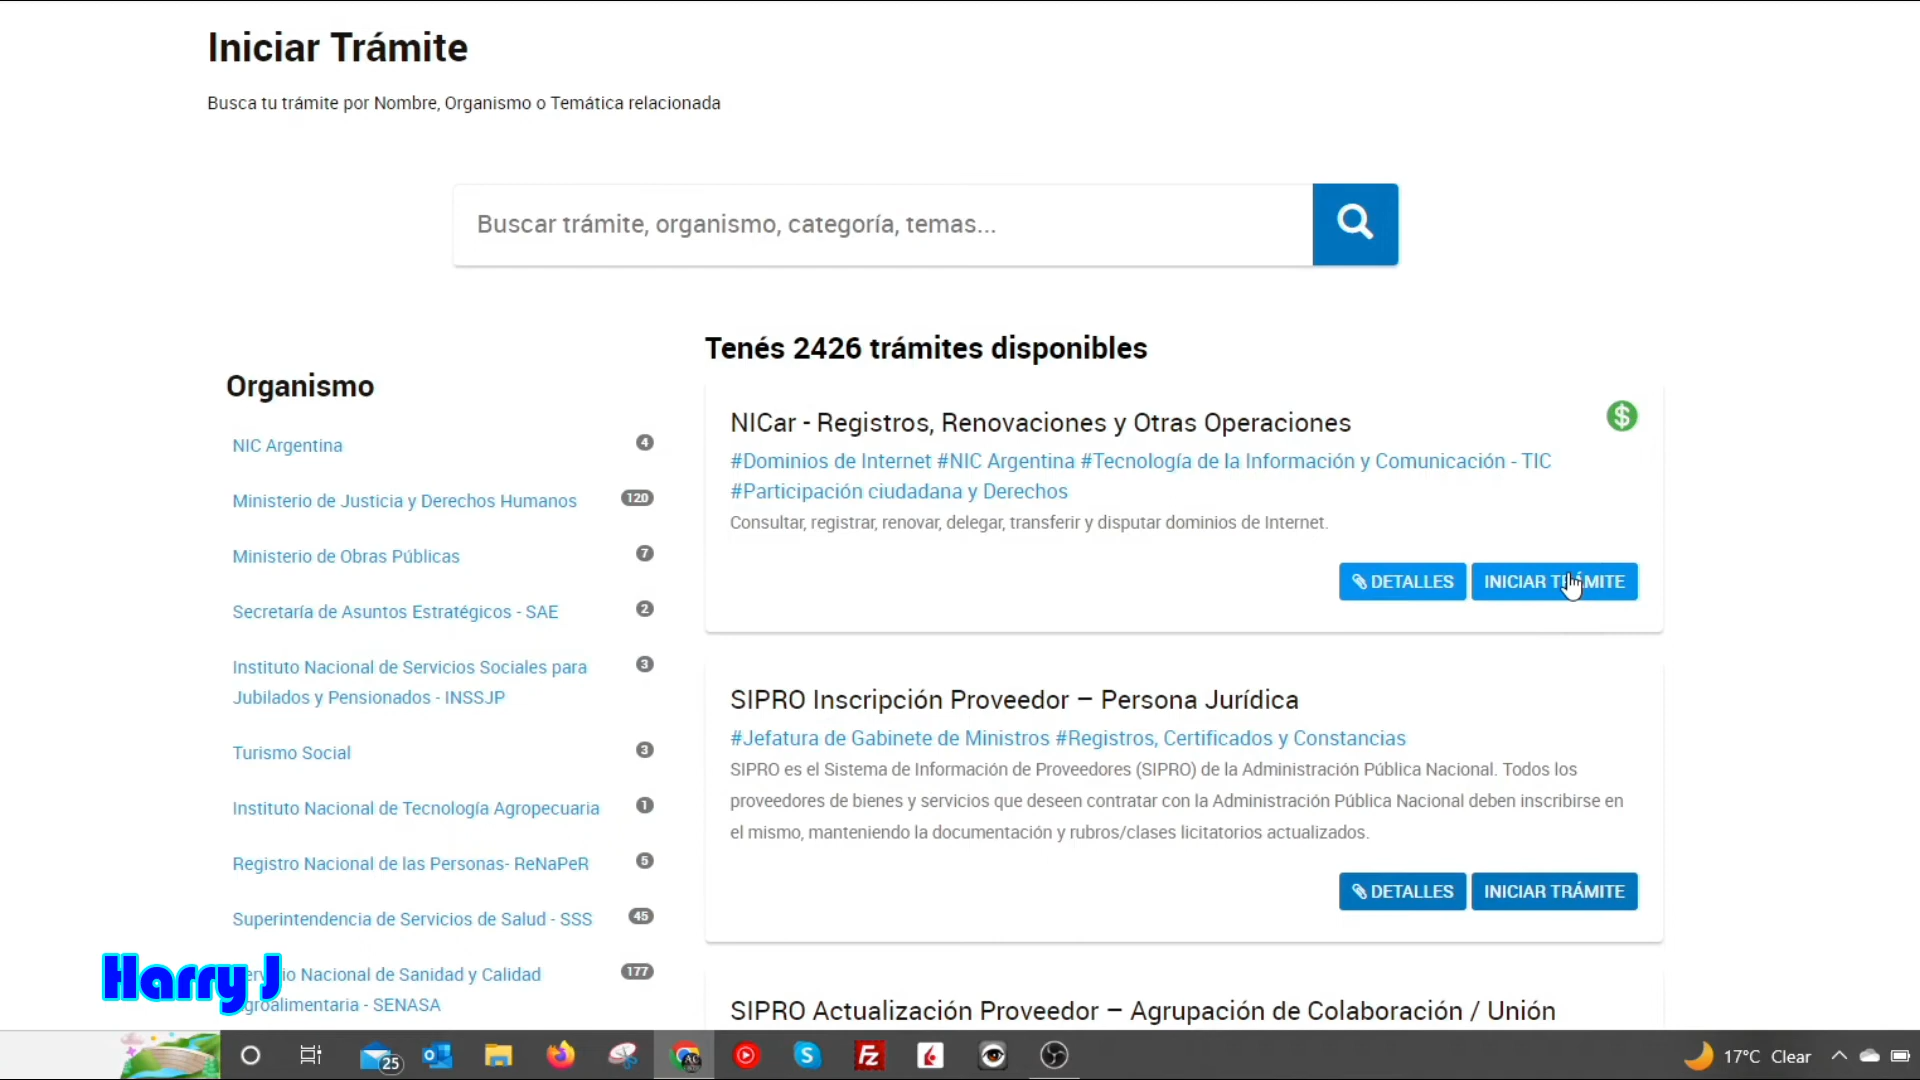 Iniciar Trámite
Busca tu trámite por Nombre, Organismo o Temática relacionada
Buscar trámite, organismo, categoría, temas...
Organismo
NIC Argentina 4
Ministerio de Justicia y Derechos Humanos 120
Ministerio de Obras Públicas 7
Secretaría de Asuntos Estratégicos - SAE 2
Instituto Nacional de Servicios Sociales para 3
Jubilados y Pensionados - INSSJP
Turismo Social 3
Instituto Nacional de Tecnología Agropecuaria 1
Registro Nacional de las Personas- ReNaPeR 5
Superintendencia de Servicios de Salud - SSS 45
Nacional de Sanidad y Calidad 177
- SENASA
Harry J
Tenés 2426 trámites disponibles
NICar - Registros, Renovaciones y Otras Operaciones
$
#Dominios de Internet #NIC Argentina #Tecnología de la Información y Comunicación - TIC
#Participación ciudadana y Derechos
Consultar, registrar, renovar, delegar, transferir y disputar dominios de Internet.
DETALLES INICIAR TRÁMITE
SIPRO Inscripción Proveedor – Persona Jurídica
#Jefatura de Gabinete de Ministros #Registros, Certificados y Constancias
SIPRO es el Sistema de Información de Proveedores (SIPRO) de la Administración Pública Nacional. Todos los
proveedores de bienes y servicios que deseen contratar con la Administración Pública Nacional deben inscribirse en
el mismo, manteniendo la documentación y rubros/clases licitatorios actualizados.
DETALLES INICIAR TRÁMITE
SIPRO Actualización Proveedor – Agrupación de Colaboración / Unión
25
AC
S
Fz
17°C Clear